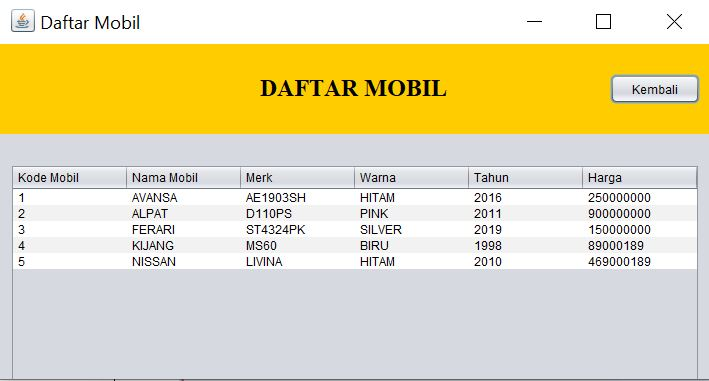 Daftar Mobil
DAFTAR MOBIL
Kembali
Kode Mobil Nama Mobil Merk Warna Tahun Harga
1 AVANSA AE1903SH HITAM 2016 250000000
2 ALPAT D110PS PINK 2011 900000000
3 FERARI ST4324PK SILVER 2019 150000000
4 KIJANG MS60 BIRU 1998 89000189
5 NISSAN LIVINA HITAM 2010 469000189